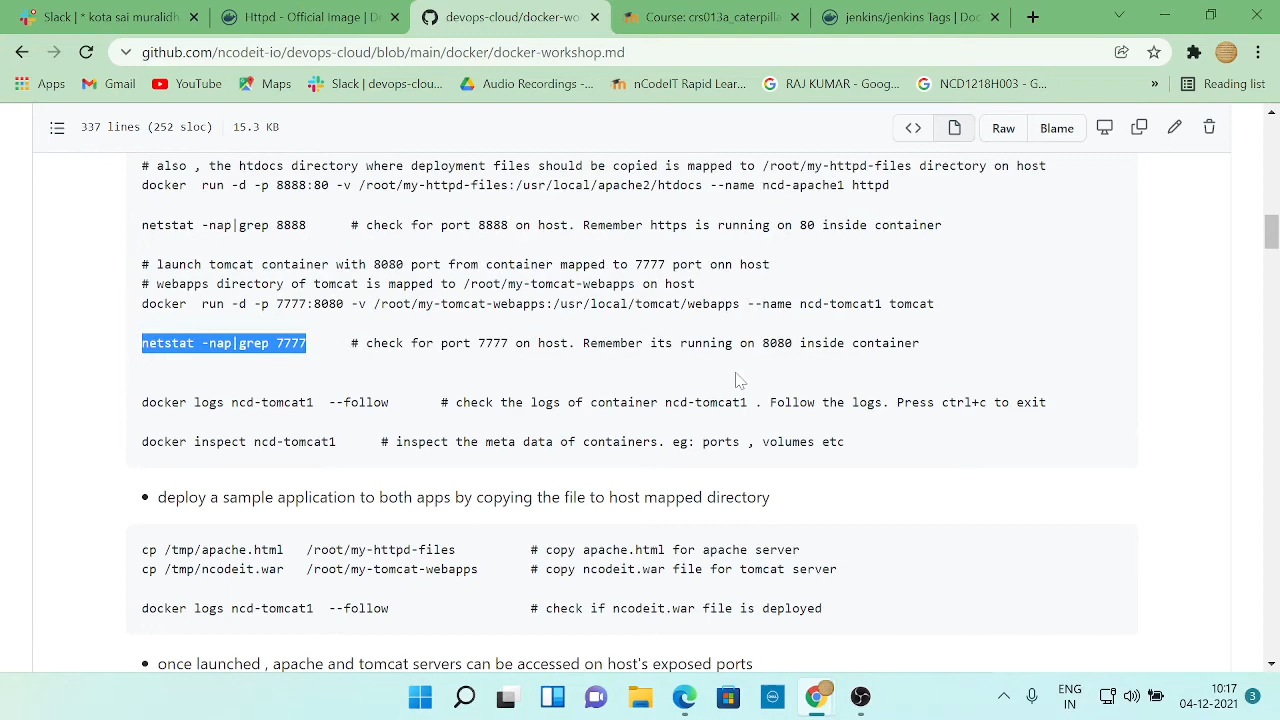 Slack | * kota sai muralidh
Httpd - Official Image | De
devops-cloud/docker-wo
Course: crs013a_caterpilla
jenkins/jenkins Tags | Doc
github.com/ncodeit-io/devops-cloud/blob/main/docker/docker-workshop.md
Apps
Gmail
YouTube
Maps
Slack | devops-clou...
Audio Recordings -...
nCodeIT Rapid Lear...
RAJ KUMAR - Goog...
NCD1218H003 - G...
»
Reading list
337 lines (252 sloc)
15.3 KB
<>
Raw
Blame
# also , the htdocs directory where deployment files should be copied is mapped to /root/my-httpd-files directory on host
docker  run -d -p 8888:80 -v /root/my-httpd-files:/usr/local/apache2/htdocs --name ncd-apache1 httpd
netstat -nap|grep 8888      # check for port 8888 on host. Remember https is running on 80 inside container
# launch tomcat container with 8080 port from container mapped to 7777 port onn host
# webapps directory of tomcat is mapped to /root/my-tomcat-webapps on host
docker  run -d -p 7777:8080 -v /root/my-tomcat-webapps:/usr/local/tomcat/webapps --name ncd-tomcat1 tomcat
netstat -nap|grep 7777      # check for port 7777 on host. Remember its running on 8080 inside container
docker logs ncd-tomcat1  --follow       # check the logs of container ncd-tomcat1 . Follow the logs. Press ctrl+c to exit
docker inspect ncd-tomcat1      # inspect the meta data of containers. eg: ports , volumes etc
• deploy a sample application to both apps by copying the file to host mapped directory
cp /tmp/apache.html   /root/my-httpd-files          # copy apache.html for apache server
cp /tmp/ncodeit.war   /root/my-tomcat-webapps       # copy ncodeit.war file for tomcat server
docker logs ncd-tomcat1  --follow                   # check if ncodeit.war file is deployed
• once launched , apache and tomcat servers can be accessed on host's exposed ports
DELL
ENG
IN
10:17
04-12-2021
3